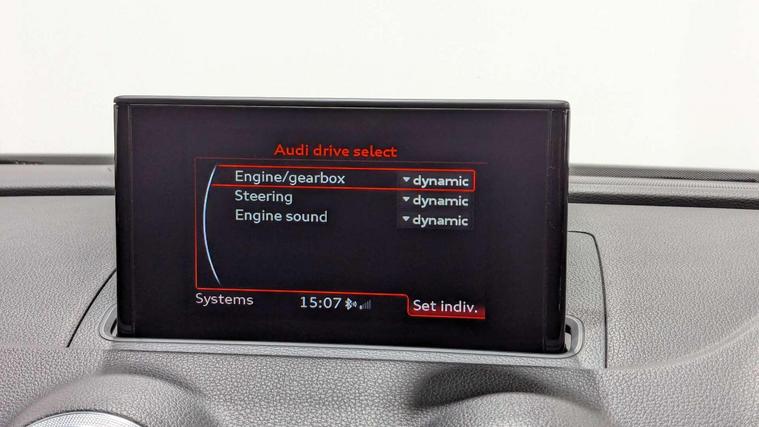 Audi drive select
Engine/gearbox dynamic
Steering dynamic
Engine sound dynamic
Systems 15:07 Set indiv.